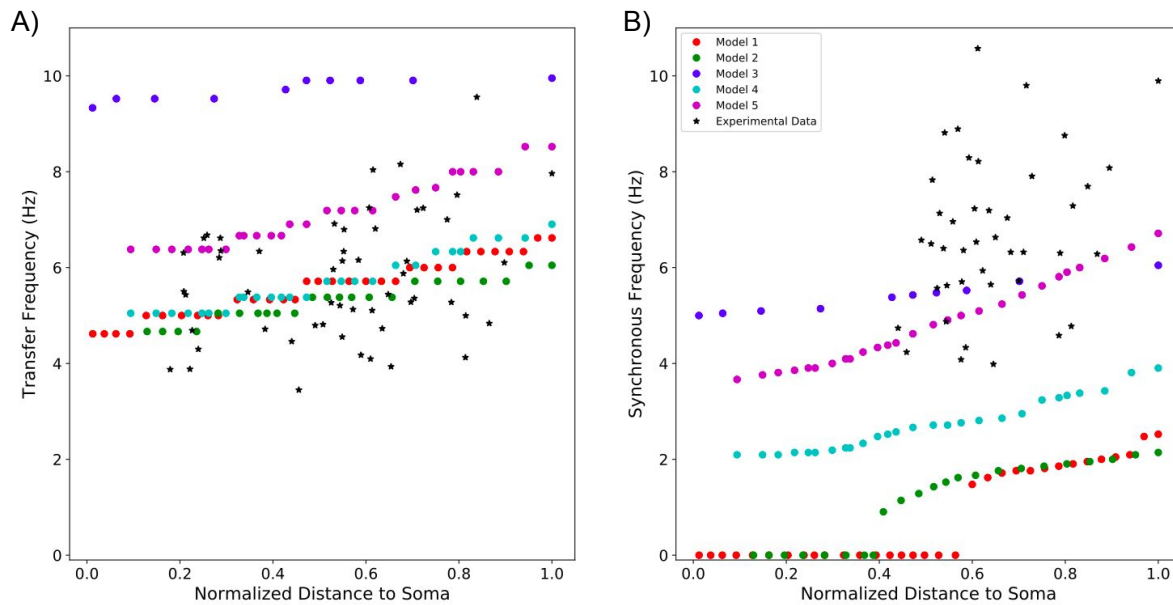 A)
Transfer Frequency (Hz)
10
8
6
4
2
0
0.0 0.2 0.4 0.6 0.8 1.0
Normalized Distance to Soma
B)
Model 1
Model 2
Model 3
Model 4
Model 5
Experimental Data
Synchronous Frequency (Hz)
10
8
6
4
2
0
0.0 0.2 0.4 0.6 0.8 1.0
Normalized Distance to Soma